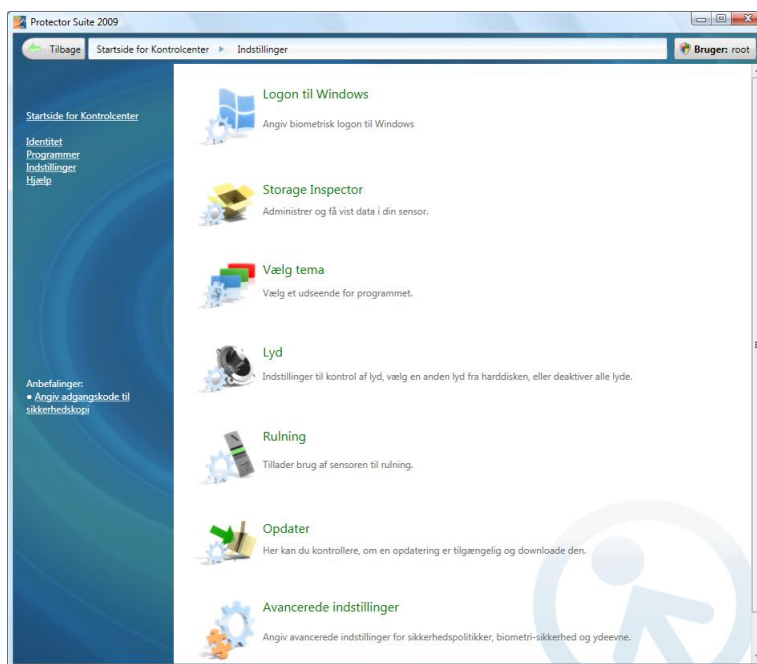 Protector Suite 2009
Tilbage
Startside for Kontrolcenter
Indstillinger
Bruger: root
Startside for Kontrolcenter
Identitet
Programmer
Indstillinger
Hjælp
Anbefalinger:
• Angiv adgangskode til
sikkerhedskopi
Logon til Windows
Angiv biometrisk logon til Windows
Storage Inspector
Administrer og få vist data i din sensor.
Vælg tema
Vælg et udseende for programmet.
Lyd
Indstillinger til kontrol af lyd, vælg en anden lyd fra harddisken, eller deaktiver alle lyde.
Rulning
Tillader brug af sensoren til rulning.
Opdater
Her kan du kontrollere, om en opdatering er tilgængelig og downloade den.
Avancerede indstillinger
Angiv avancerede indstillinger for sikkerhedspolitikker, biometri-sikkerhed og ydeevne.